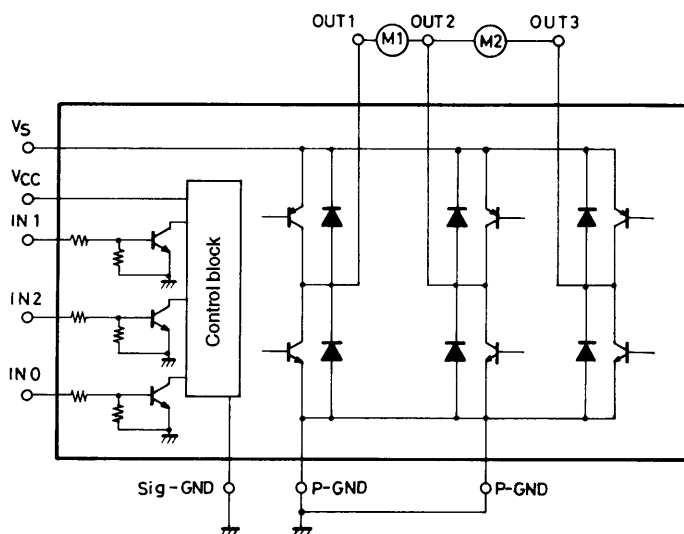 OUT1 M1 OUT2 M2 OUT3
VS
VCC
IN1
IN2
IN0
Control block
Sig-GND P-GND P-GND